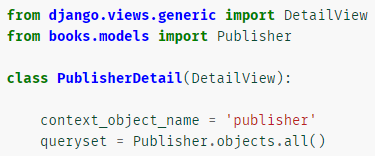 from django.views.generic import DetailView
from books.models import Publisher
class PublisherDetail(DetailView):
context_object_name = 'publisher'
queryset = Publisher.objects.all()